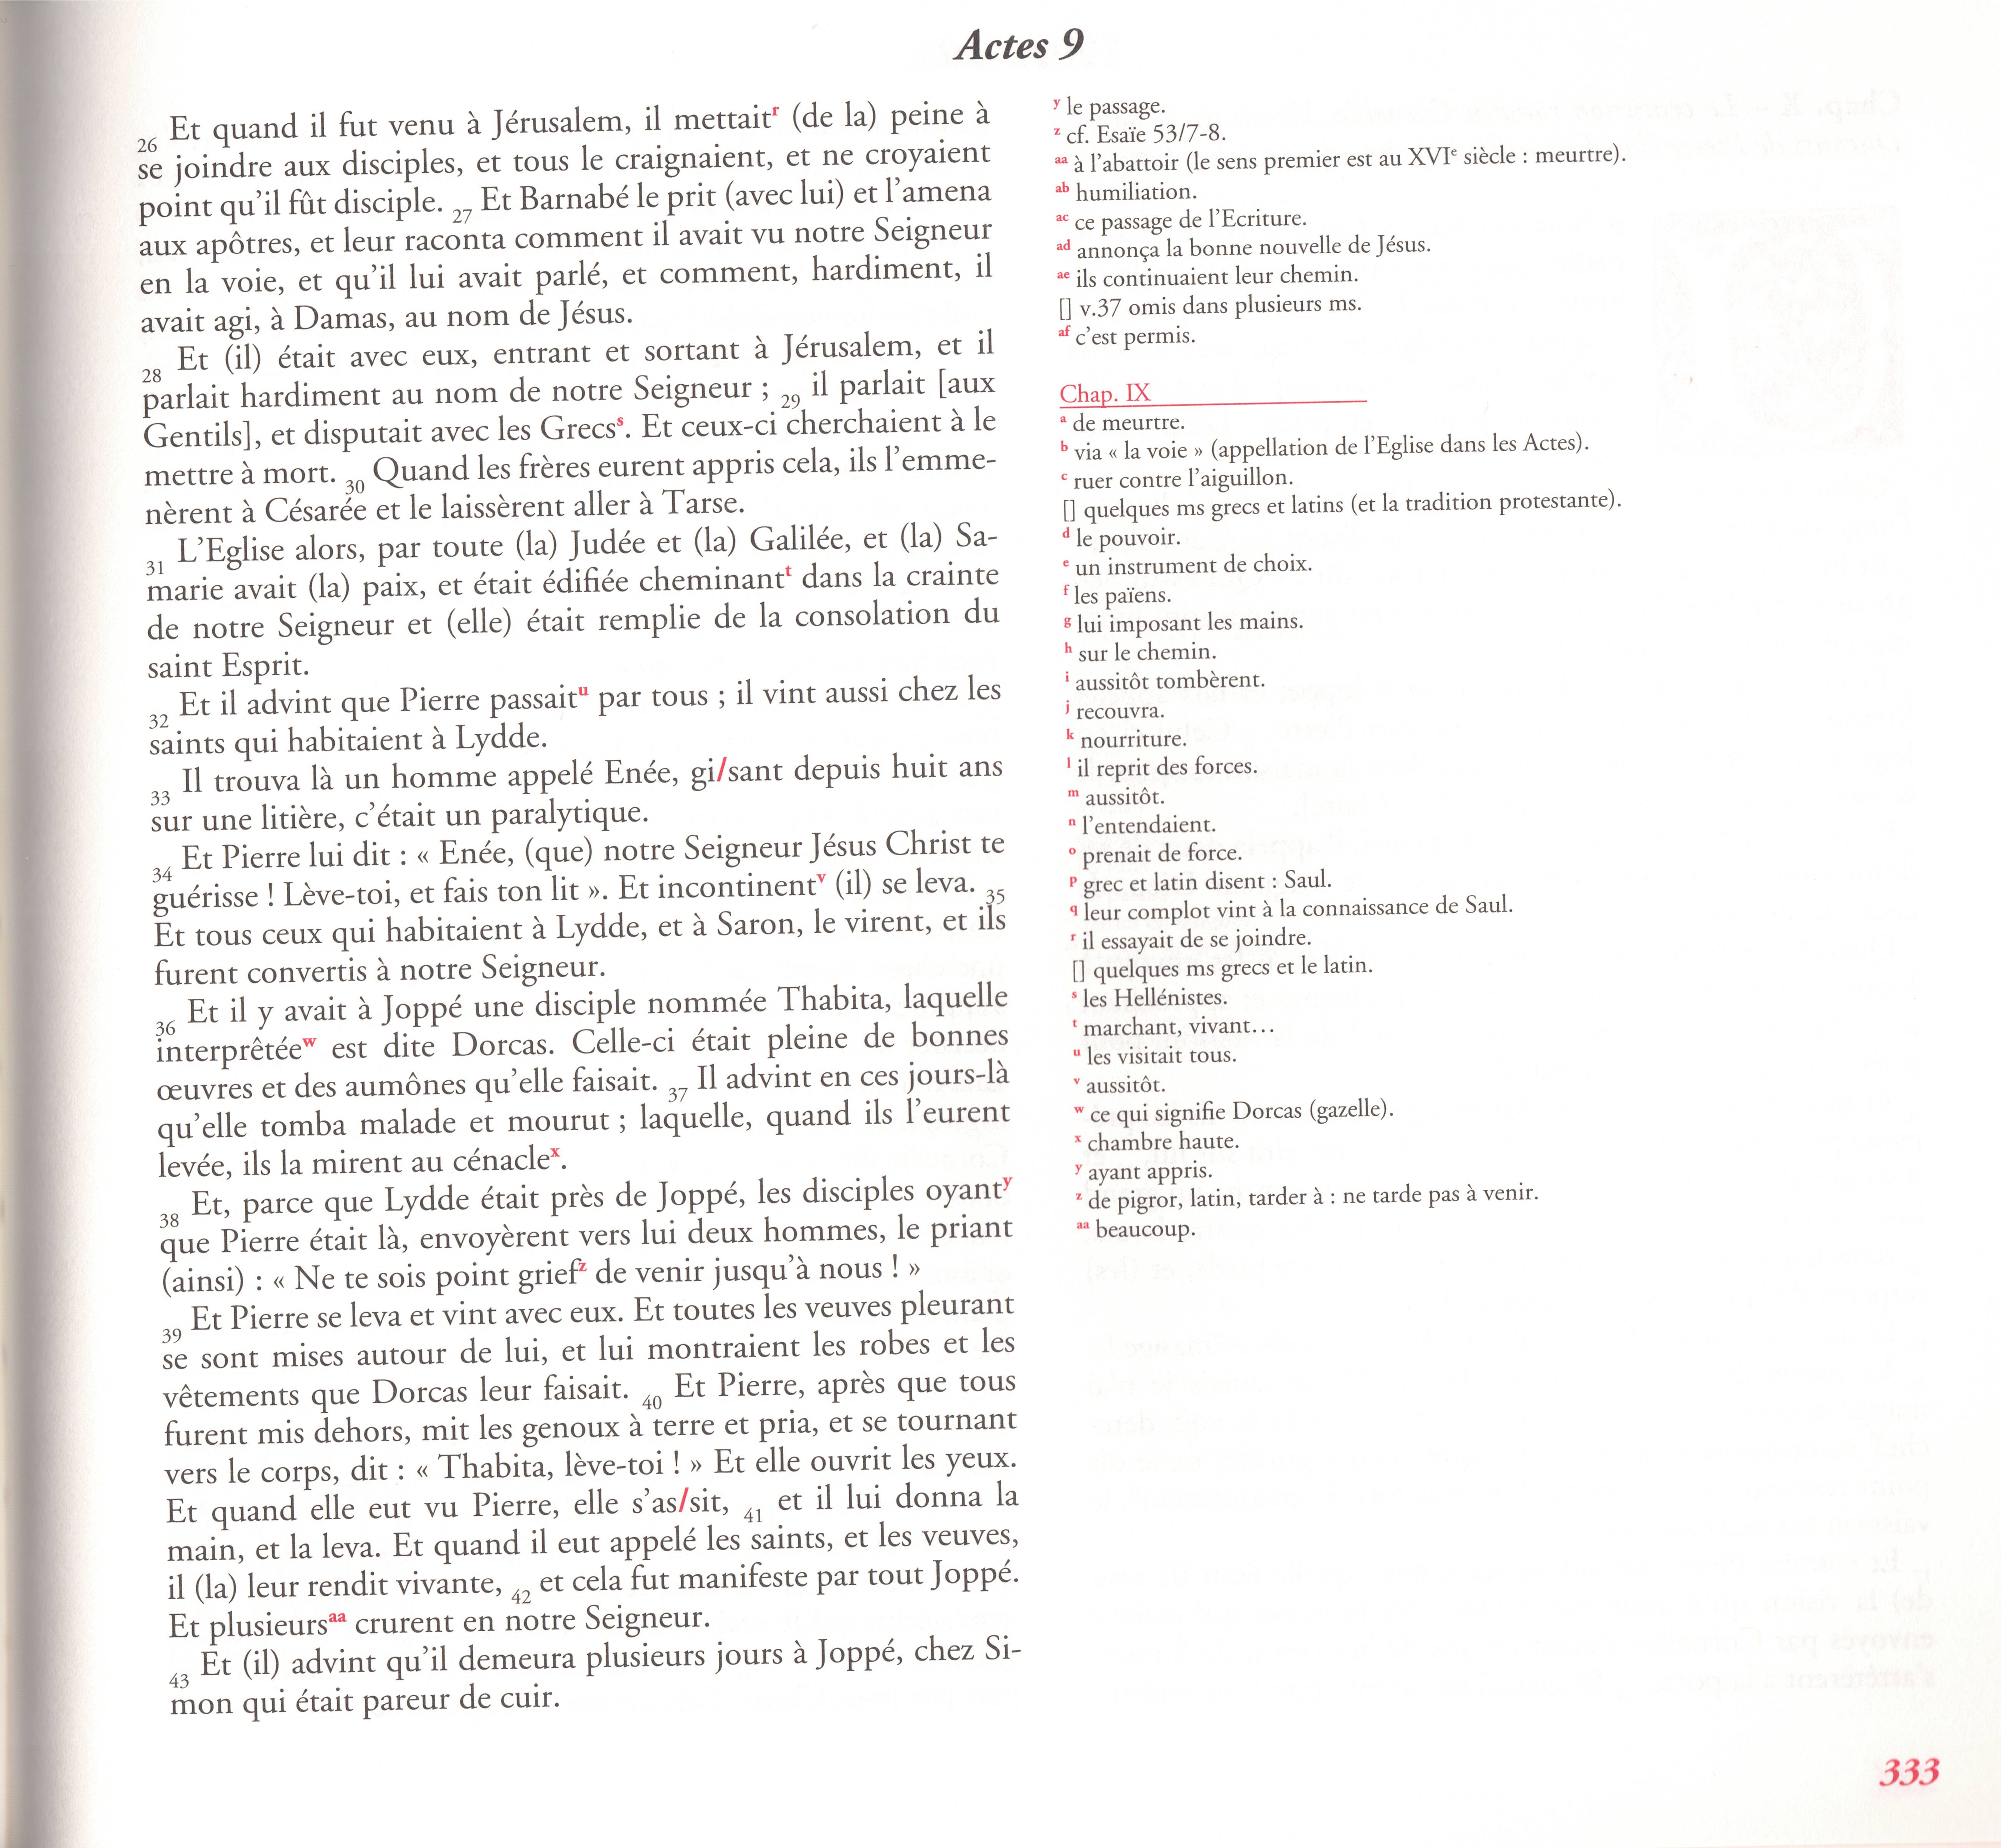 Actes 9
26 Et quand il fut venu à Jérusalem, il mettaitʳ (de la) peine à
se joindre aux disciples, et tous le craignaient, et ne croyaient
point qu'il fût disciple. 27 Et Barnabé le prit (avec lui) et l'amena
aux apôtres, et leur raconta comment il avait vu notre Seigneur
en la voie, et qu'il lui avait parlé, et comment, hardiment, il
avait agi, à Damas, au nom de Jésus.
28 Et (il) était avec eux, entrant et sortant à Jérusalem, et il
parlait hardiment au nom de notre Seigneur ; 29 il parlait [aux
Gentils], et disputait avec les Grecsˢ. Et ceux-ci cherchaient à le
mettre à mort. 30 Quand les frères eurent appris cela, ils l'emme-
nèrent à Césarée et le laissèrent aller à Tarse.
31 L'Eglise alors, par toute (la) Judée et (la) Galilée, et (la) Sa-
marie avait (la) paix, et était édifiée cheminantᵗ dans la crainte
de notre Seigneur et (elle) était remplie de la consolation du
saint Esprit.
32 Et il advint que Pierre passaitᵘ par tous ; il vint aussi chez les
saints qui habitaient à Lydde.
33 Il trouva là un homme appelé Enée, gi/sant depuis huit ans
sur une litière, c'était un paralytique.
34 Et Pierre lui dit : « Enée, (que) notre Seigneur Jésus Christ te
guérisse ! Lève-toi, et fais ton lit ». Et incontinentᵛ (il) se leva. 35
Et tous ceux qui habitaient à Lydde, et à Saron, le virent, et ils
furent convertis à notre Seigneur.
36 Et il y avait à Joppé une disciple nommée Thabita, laquelle
interprêtéeʷ est dite Dorcas. Celle-ci était pleine de bonnes
œuvres et des aumônes qu'elle faisait. 37 Il advint en ces jours-là
qu'elle tomba malade et mourut ; laquelle, quand ils l'eurent
levée, ils la mirent au cénacleˣ.
38 Et, parce que Lydde était près de Joppé, les disciples oyantʸ
que Pierre était là, envoyèrent vers lui deux hommes, le priant
(ainsi) : « Ne te sois point griefᶻ de venir jusqu'à nous ! »
39 Et Pierre se leva et vint avec eux. Et toutes les veuves pleurant
se sont mises autour de lui, et lui montraient les robes et les
vêtements que Dorcas leur faisait. 40 Et Pierre, après que tous
furent mis dehors, mit les genoux à terre et pria, et se tournant
vers le corps, dit : « Thabita, lève-toi ! » Et elle ouvrit les yeux.
Et quand elle eut vu Pierre, elle s'as/sit, 41 et il lui donna la
main, et la leva. Et quand il eut appelé les saints, et les veuves,
il (la) leur rendit vivante, 42 et cela fut manifeste par tout Joppé.
Et plusieursᵃᵃ crurent en notre Seigneur.
43 Et (il) advint qu'il demeura plusieurs jours à Joppé, chez Si-
mon qui était pareur de cuir.
ʸ le passage.
ᶻ cf. Esaïe 53/7-8.
ᵃᵃ à l'abattoir (le sens premier est au XVIᵉ siècle : meurtre).
ᵃᵇ humiliation.
ᵃᶜ ce passage de l'Ecriture.
ᵃᵈ annonça la bonne nouvelle de Jésus.
ᵃᵉ ils continuaient leur chemin.
[] v.37 omis dans plusieurs ms.
ᵃᶠ c'est permis.
Chap. IX
ᵃ de meurtre.
ᵇ via « la voie » (appellation de l'Eglise dans les Actes).
ᶜ ruer contre l'aiguillon.
[] quelques ms grecs et latins (et la tradition protestante).
ᵈ le pouvoir.
ᵉ un instrument de choix.
ᶠ les païens.
ᵍ lui imposant les mains.
ʰ sur le chemin.
ⁱ aussitôt tombèrent.
ʲ recouvra.
ᵏ nourriture.
ˡ il reprit des forces.
ᵐ aussitôt.
ⁿ l'entendaient.
ᵒ prenait de force.
ᵖ grec et latin disent : Saul.
q leur complot vint à la connaissance de Saul.
ʳ il essayait de se joindre.
[] quelques ms grecs et le latin.
ˢ les Hellénistes.
ᵗ marchant, vivant…
ᵘ les visitait tous.
ᵛ aussitôt.
ʷ ce qui signifie Dorcas (gazelle).
ˣ chambre haute.
ʸ ayant appris.
ᶻ de pigror, latin, tarder à : ne tarde pas à venir.
ᵃᵃ beaucoup.
333